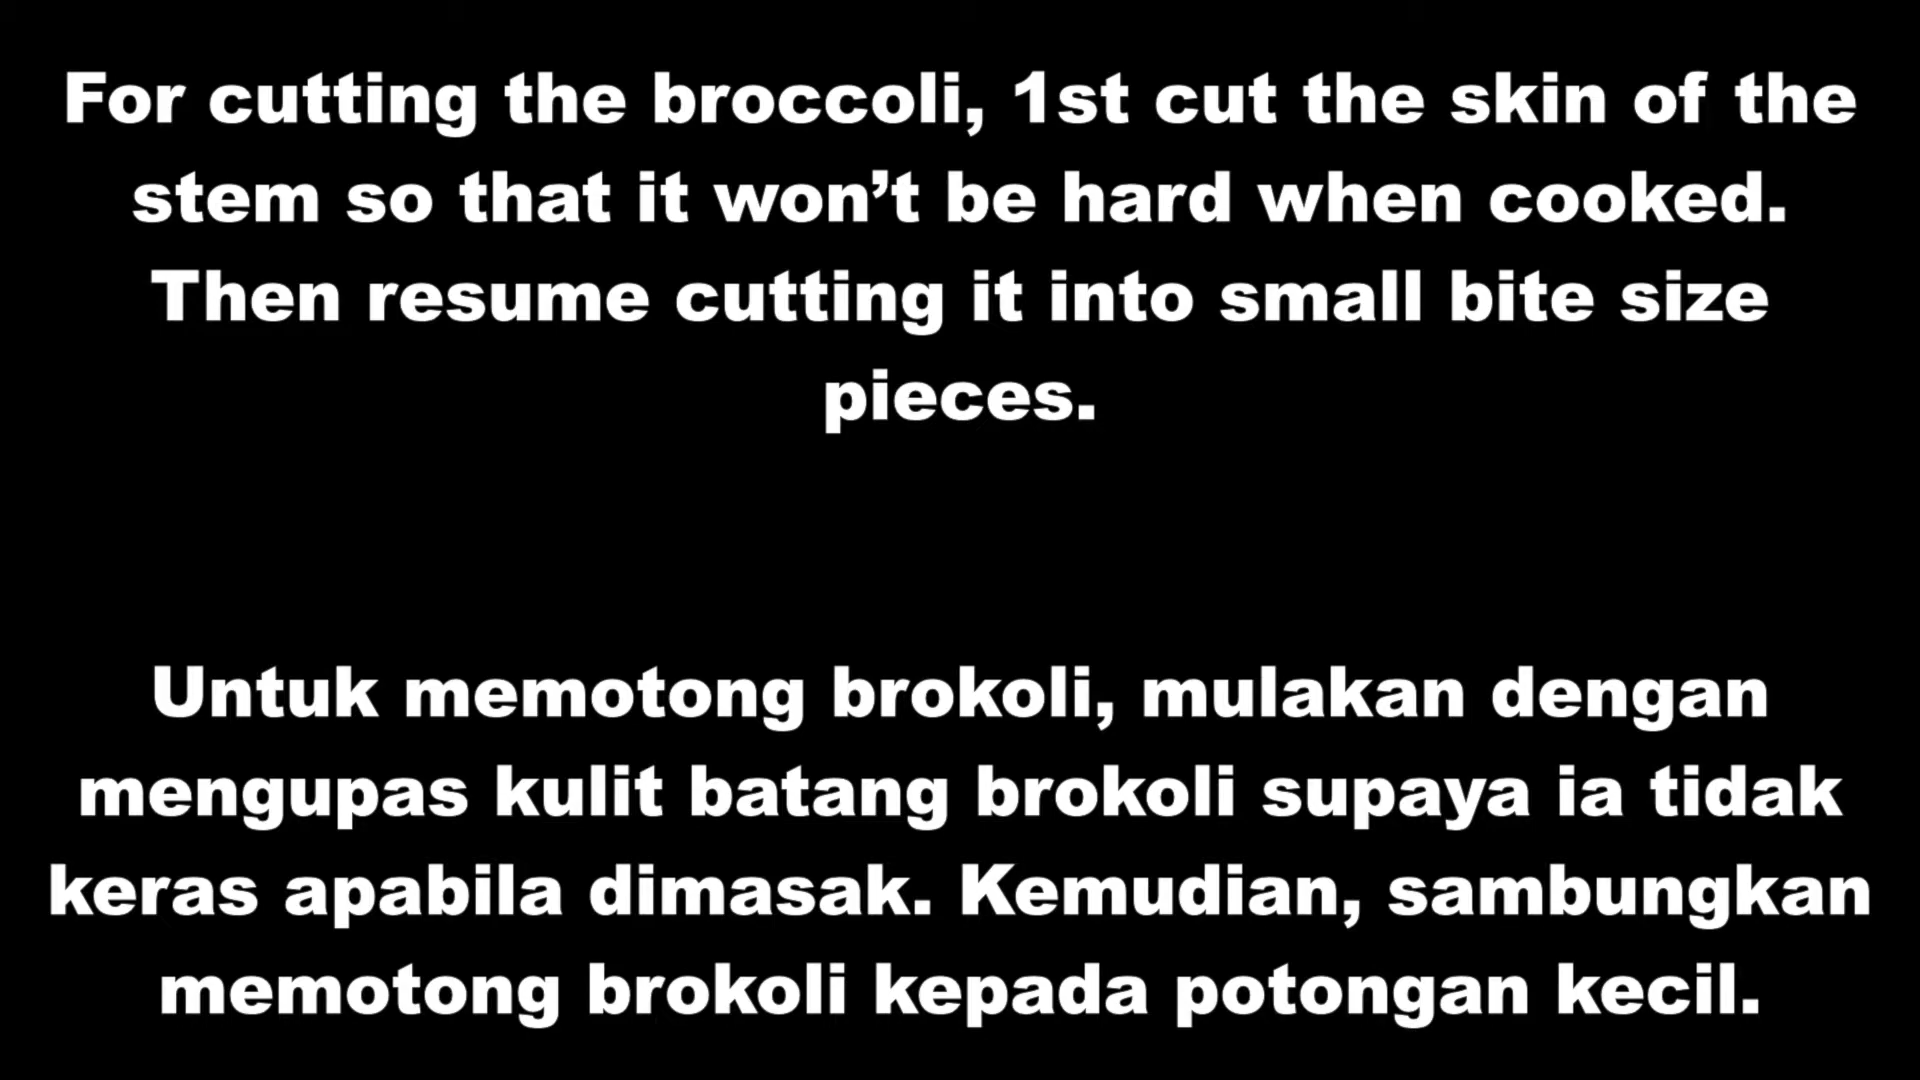 For cutting the broccoli, 1st cut the skin of the
stem so that it won’t be hard when cooked.
Then resume cutting it into small bite size
pieces.
Untuk memotong brokoli, mulakan dengan
mengupas kulit batang brokoli supaya ia tidak
keras apabila dimasak. Kemudian, sambungkan
memotong brokoli kepada potongan kecil.